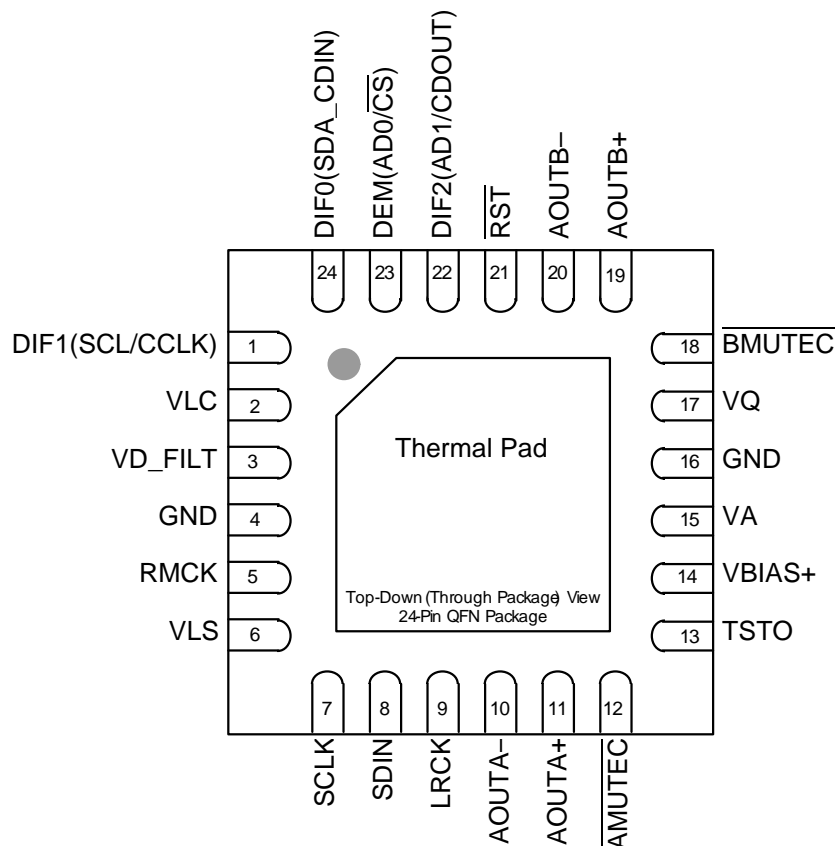 DIF0(SDA_CDIN)
DEM(AD0/CS)
DIF2(AD1/CDOUT)
RST
AOUTB–
AOUTB+
24
23
22
21
20
19
DIF1(SCL/CCLK) 1
VLC 2
VD_FILT 3
GND 4
RMCK 5
VLS 6
18 BMUTEC
17 VQ
16 GND
15 VA
14 VBIAS+
13 TSTO
Thermal Pad
Top-Down (Through Package) View
24-Pin QFN Package
7
8
9
10
11
12
SCLK
SDIN
LRCK
AOUTA–
AOUTA+
AMUTEC